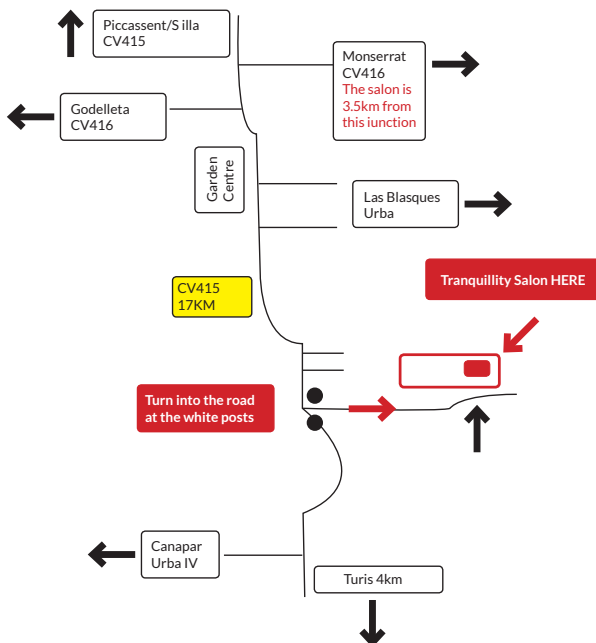 Piccassent/S illa
CV415
Monserrat
CV416
The salon is
3.5km from
this iunction
Godelleta
CV416
Garden
Centre
Las Blasques
Urba
Tranquillity Salon HERE
CV415
17KM
Turn into the road
at the white posts
Canapar
Urba IV
Turis 4km